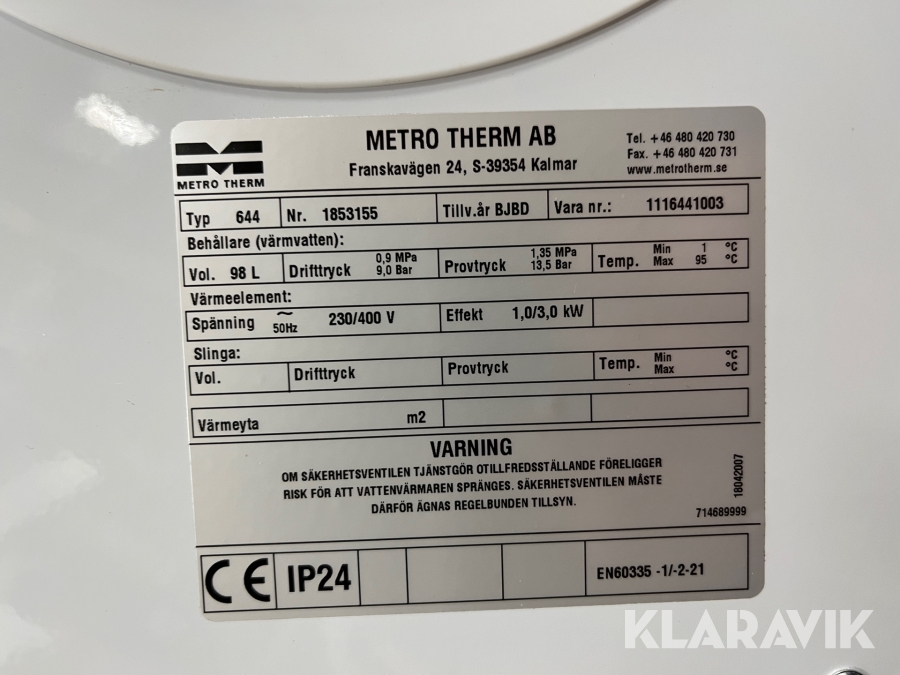 METRO THERM
METRO THERM AB
Franskavägen 24, S-39354 Kalmar
Tel. +46 480 420 730
Fax. +46 480 420 731
www.metrotherm.se
Typ 644 Nr. 1853155 Tillv.år BJBD Vara nr.: 1116441003
Behållare (värmvatten):
Vol. 98 L Drifttryck 0,9 MPa 9,0 Bar Provtryck 1,35 MPa 13,5 Bar Temp. Min 1 °C Max 95 °C
Värmeelement:
Spänning ~ 50Hz 230/400 V Effekt 1,0/3,0 kW
Slinga:
Vol. Drifttryck Provtryck Temp. Min °C Max °C
Värmeyta m2
VARNING
OM SÄKERHETSVENTILEN TJÄNSTGÖR OTILLFREDSSTÄLLANDE FÖRELIGGER
RISK FÖR ATT VATTENVÄRMAREN SPRÄNGES. SÄKERHETSVENTILEN MÅSTE
DÄRFÖR ÄGNAS REGELBUNDEN TILLSYN.
18042007
714689999
CE IP24 EN60335 -1/-2-21
KLARAVIK